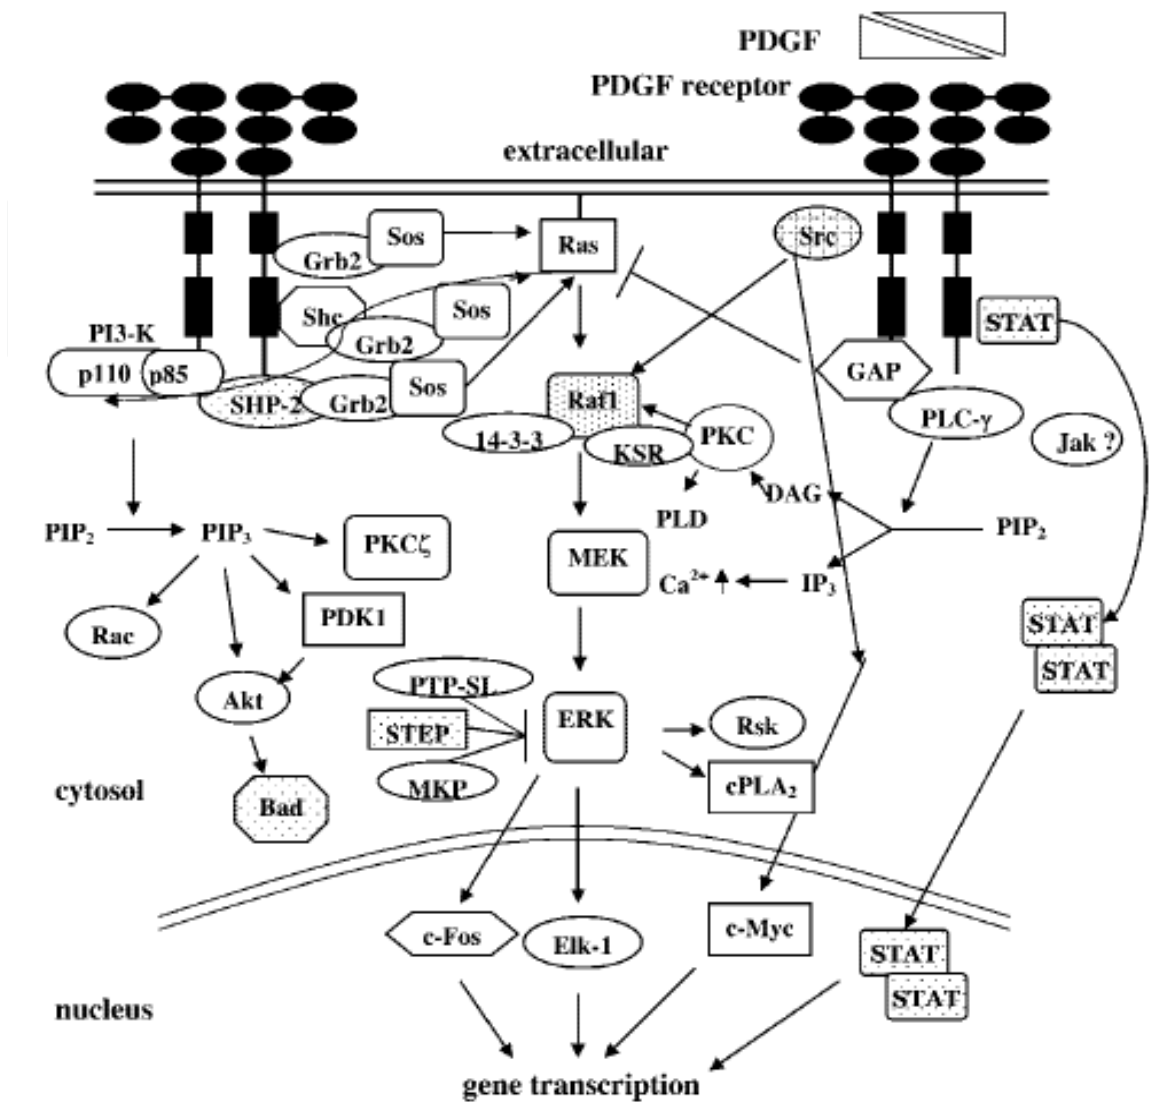 PDGF
PDGF receptor
extracellular
Sos
Grb2
Ras
Src
Shc
Sos
Grb2
STAT
PI3-K
p110
p85
SHP-2
Grb2
Sos
Raf1
GAP
PLC-γ
14-3-3
KSR
PKC
Jak ?
DAG
PLD
PIP₂
PIP₃
PKCζ
PIP₂
MEK
Ca²⁺
IP₃
Rac
PDK1
STAT
STAT
Akt
PTP-SL
STEP
MKP
ERK
Rsk
cPLA₂
cytosol
Bad
c-Fos
Elk-1
c-Myc
STAT
STAT
nucleus
gene transcription